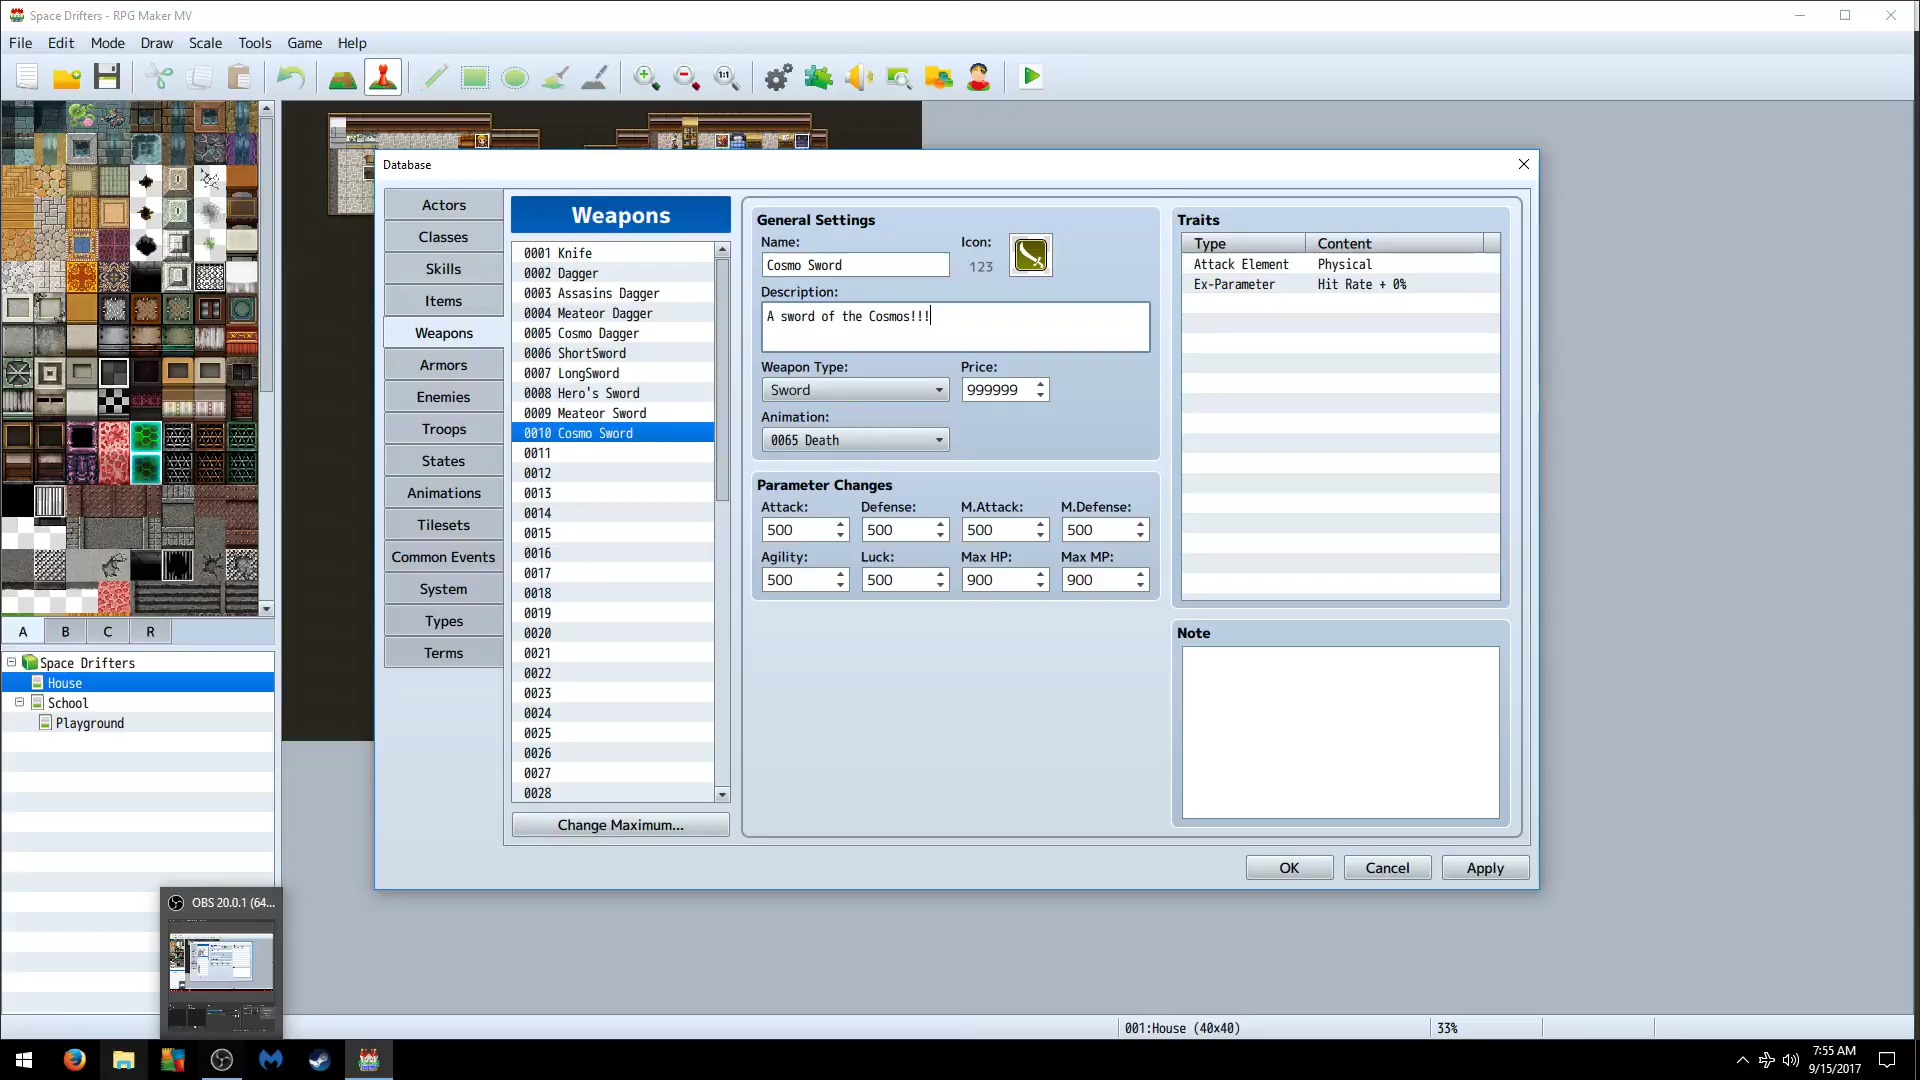 Space Drifters - RPG Maker MV
File Edit Mode Draw Scale Tools Game Help
1:1
Database
Actors
Classes
Skills
Items
Weapons
Armors
Enemies
Troops
States
Animations
Tilesets
Common Events
System
Types
Terms
Weapons
0001 Knife
0002 Dagger
0003 Assasins Dagger
0004 Meateor Dagger
0005 Cosmo Dagger
0006 ShortSword
0007 LongSword
0008 Hero's Sword
0009 Meateor Sword
0010 Cosmo Sword
0011
0012
0013
0014
0015
0016
0017
0018
0019
0020
0021
0022
0023
0024
0025
0026
0027
0028
Change Maximum...
General Settings
Name: Icon:
Cosmo Sword 123
Description:
A sword of the Cosmos!!!
Weapon Type: Price:
Sword 999999
Animation:
0065 Death
Parameter Changes
Attack: Defense: M.Attack: M.Defense:
500 500 500 500
Agility: Luck: Max HP: Max MP:
500 500 900 900
Traits
Type Content
Attack Element Physical
Ex-Parameter Hit Rate + 0%
Note
OK Cancel Apply
A B C R
Space Drifters
House
School
Playground
OBS 20.0.1 (64...
001:House (40x40) 33%
7:55 AM
9/15/2017